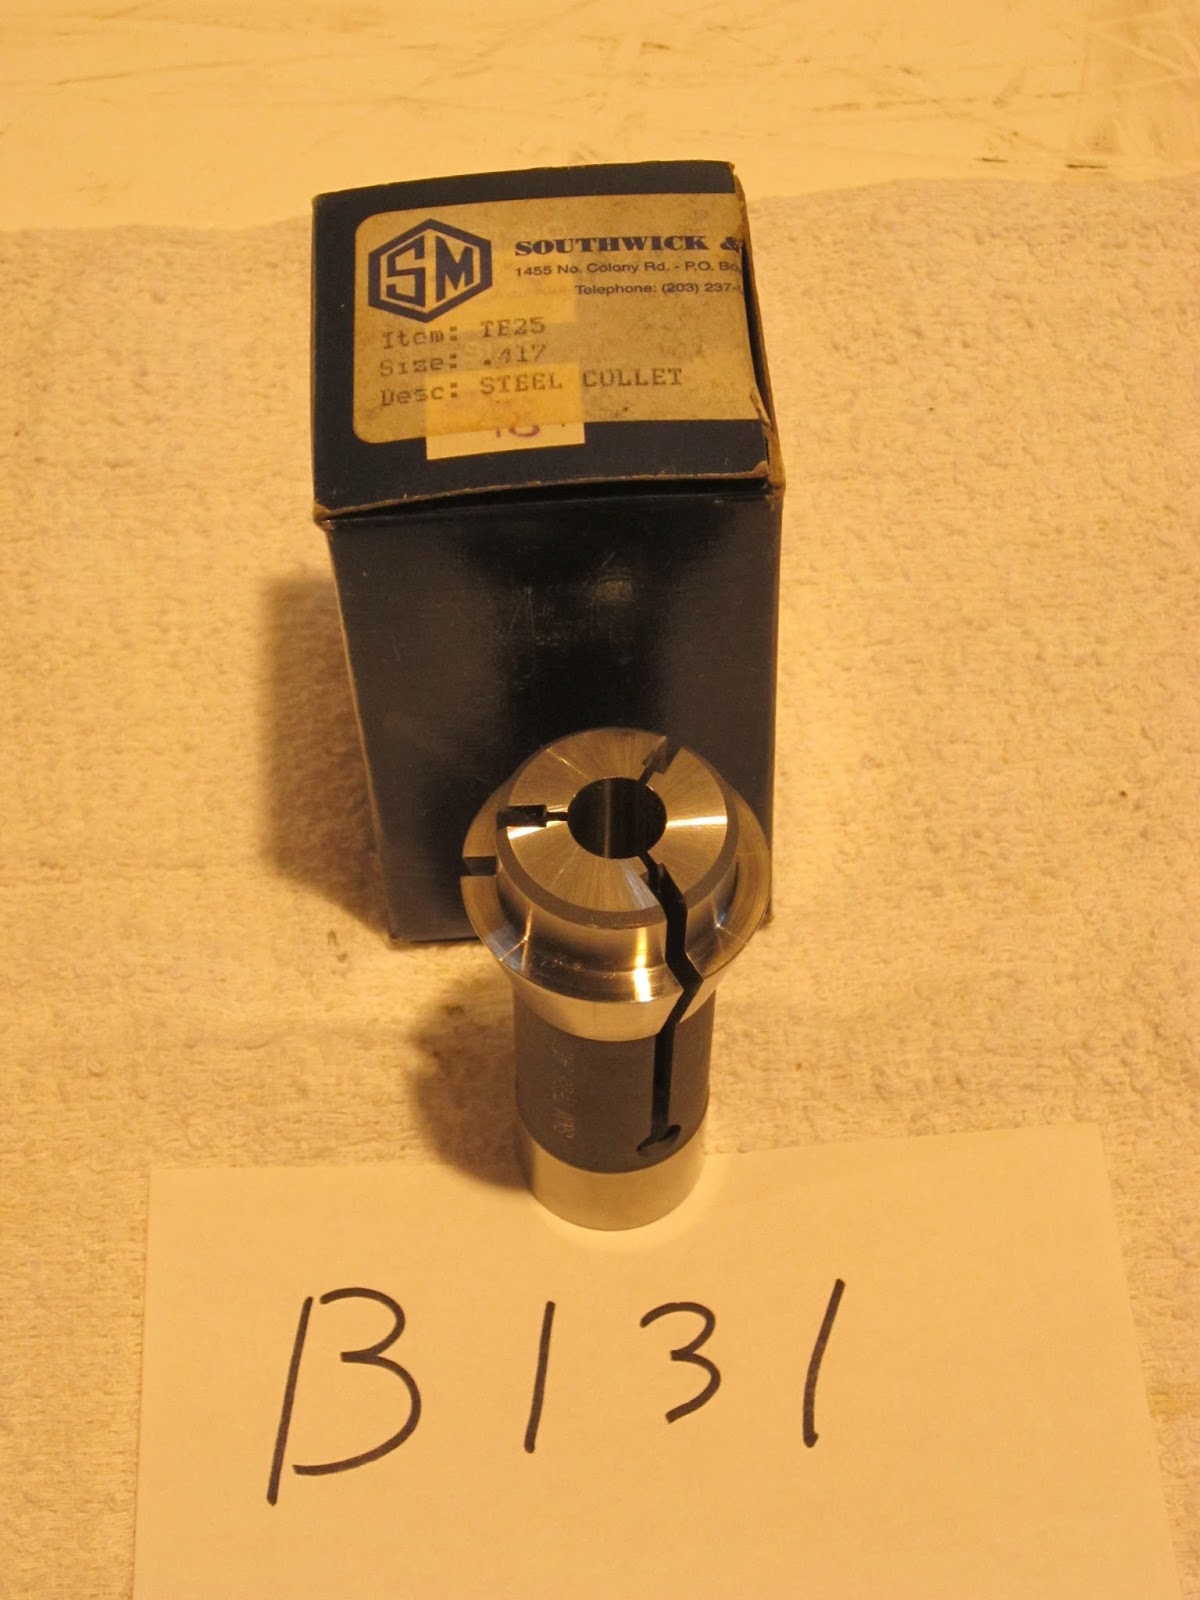 SM
SOUTHWICK &
1455 No. Colony Rd. - P.O. Bo
Telephone: (203) 237-
Item: TE25
Size: .417
Desc: STEEL COLLET
B131